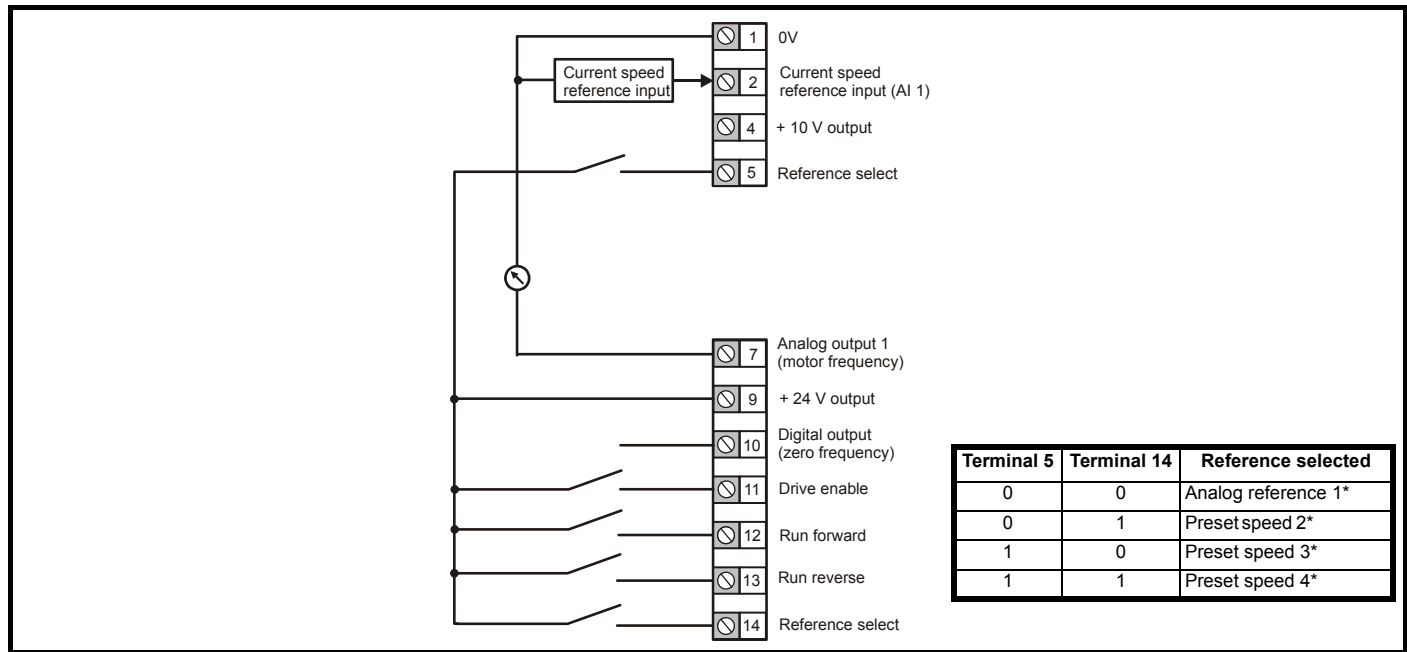 1 0V
Current speed
reference input
2 Current speed
reference input (AI 1)
4 + 10 V output
5 Reference select
7 Analog output 1
(motor frequency)
9 + 24 V output
10 Digital output
(zero frequency)
11 Drive enable
12 Run forward
13 Run reverse
14 Reference select
Terminal 5 Terminal 14 Reference selected
0 0 Analog reference 1*
0 1 Preset speed 2*
1 0 Preset speed 3*
1 1 Preset speed 4*